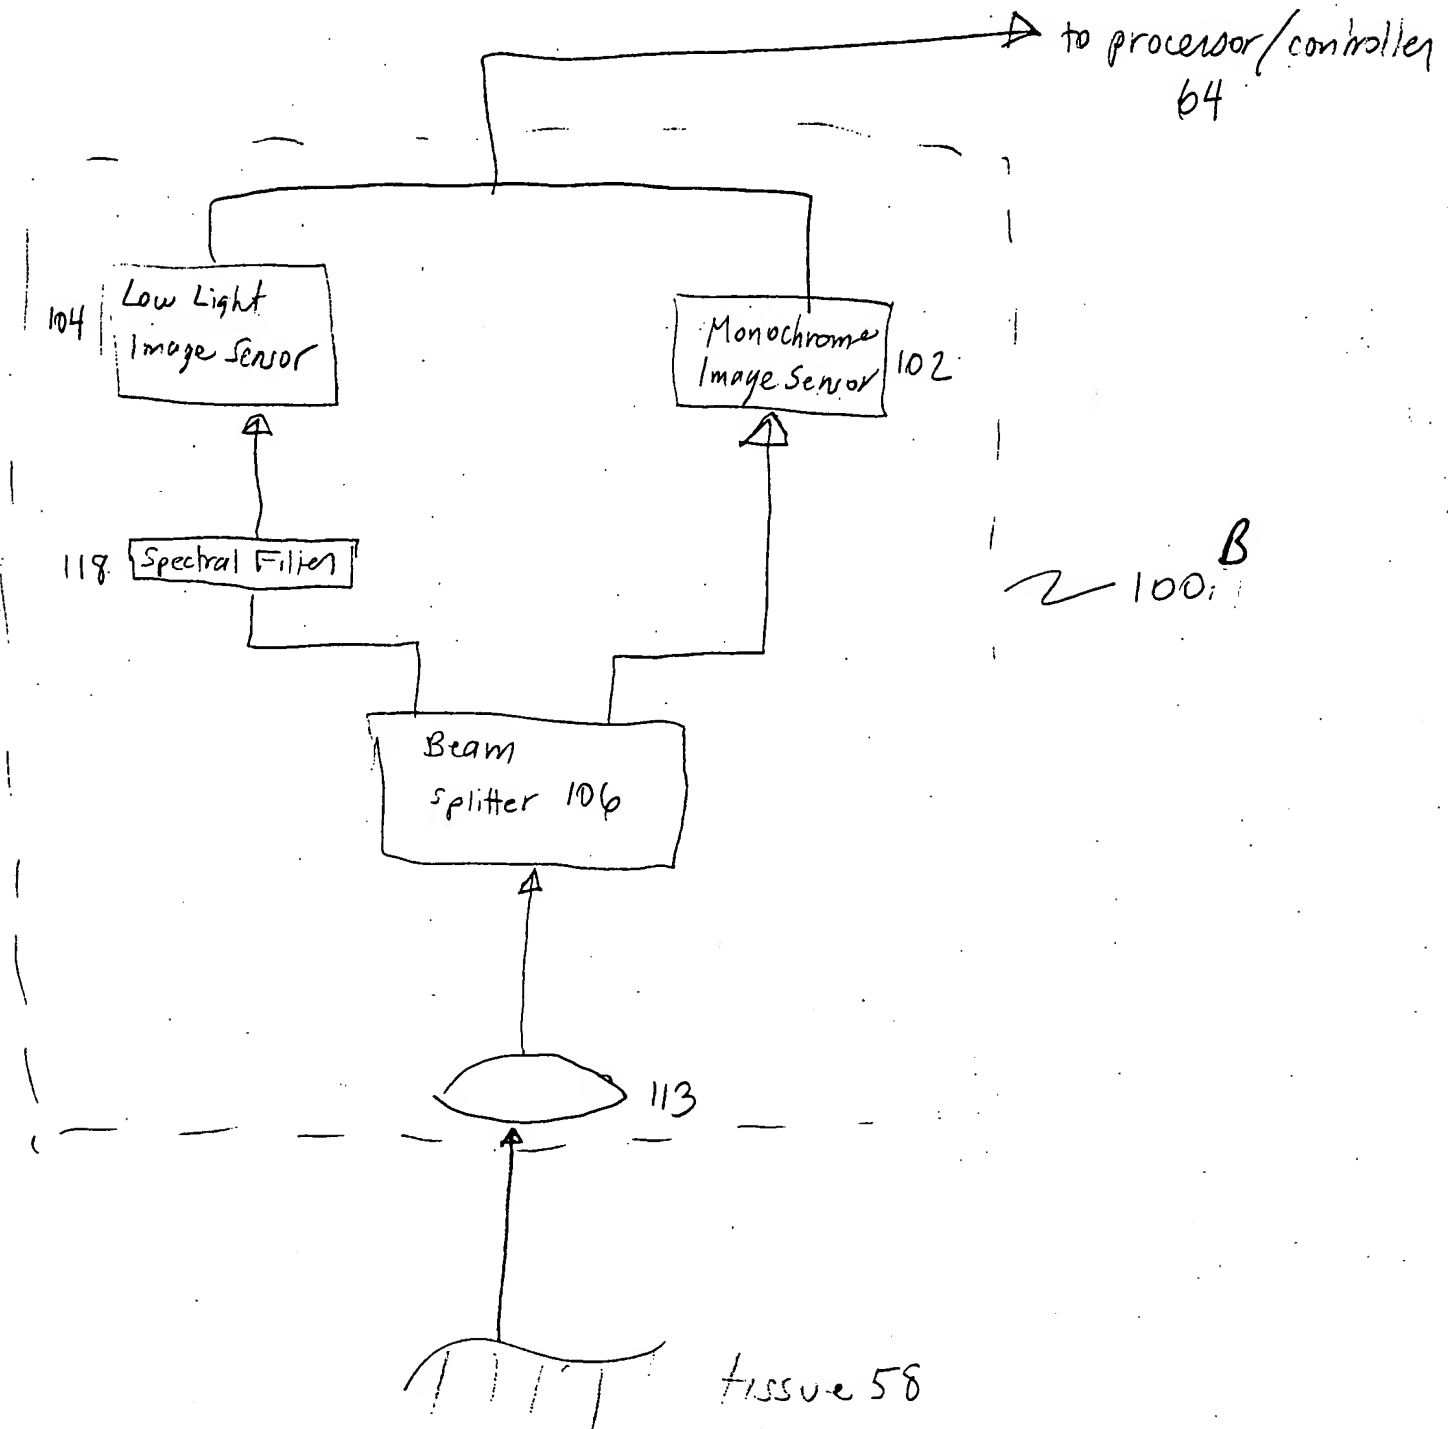 to processor/controller
64
Low Light
Image Sensor
104
Monochrome
Image Sensor
102
118
Spectral Filter
B
100
Beam
splitter 106
113
tissue 58